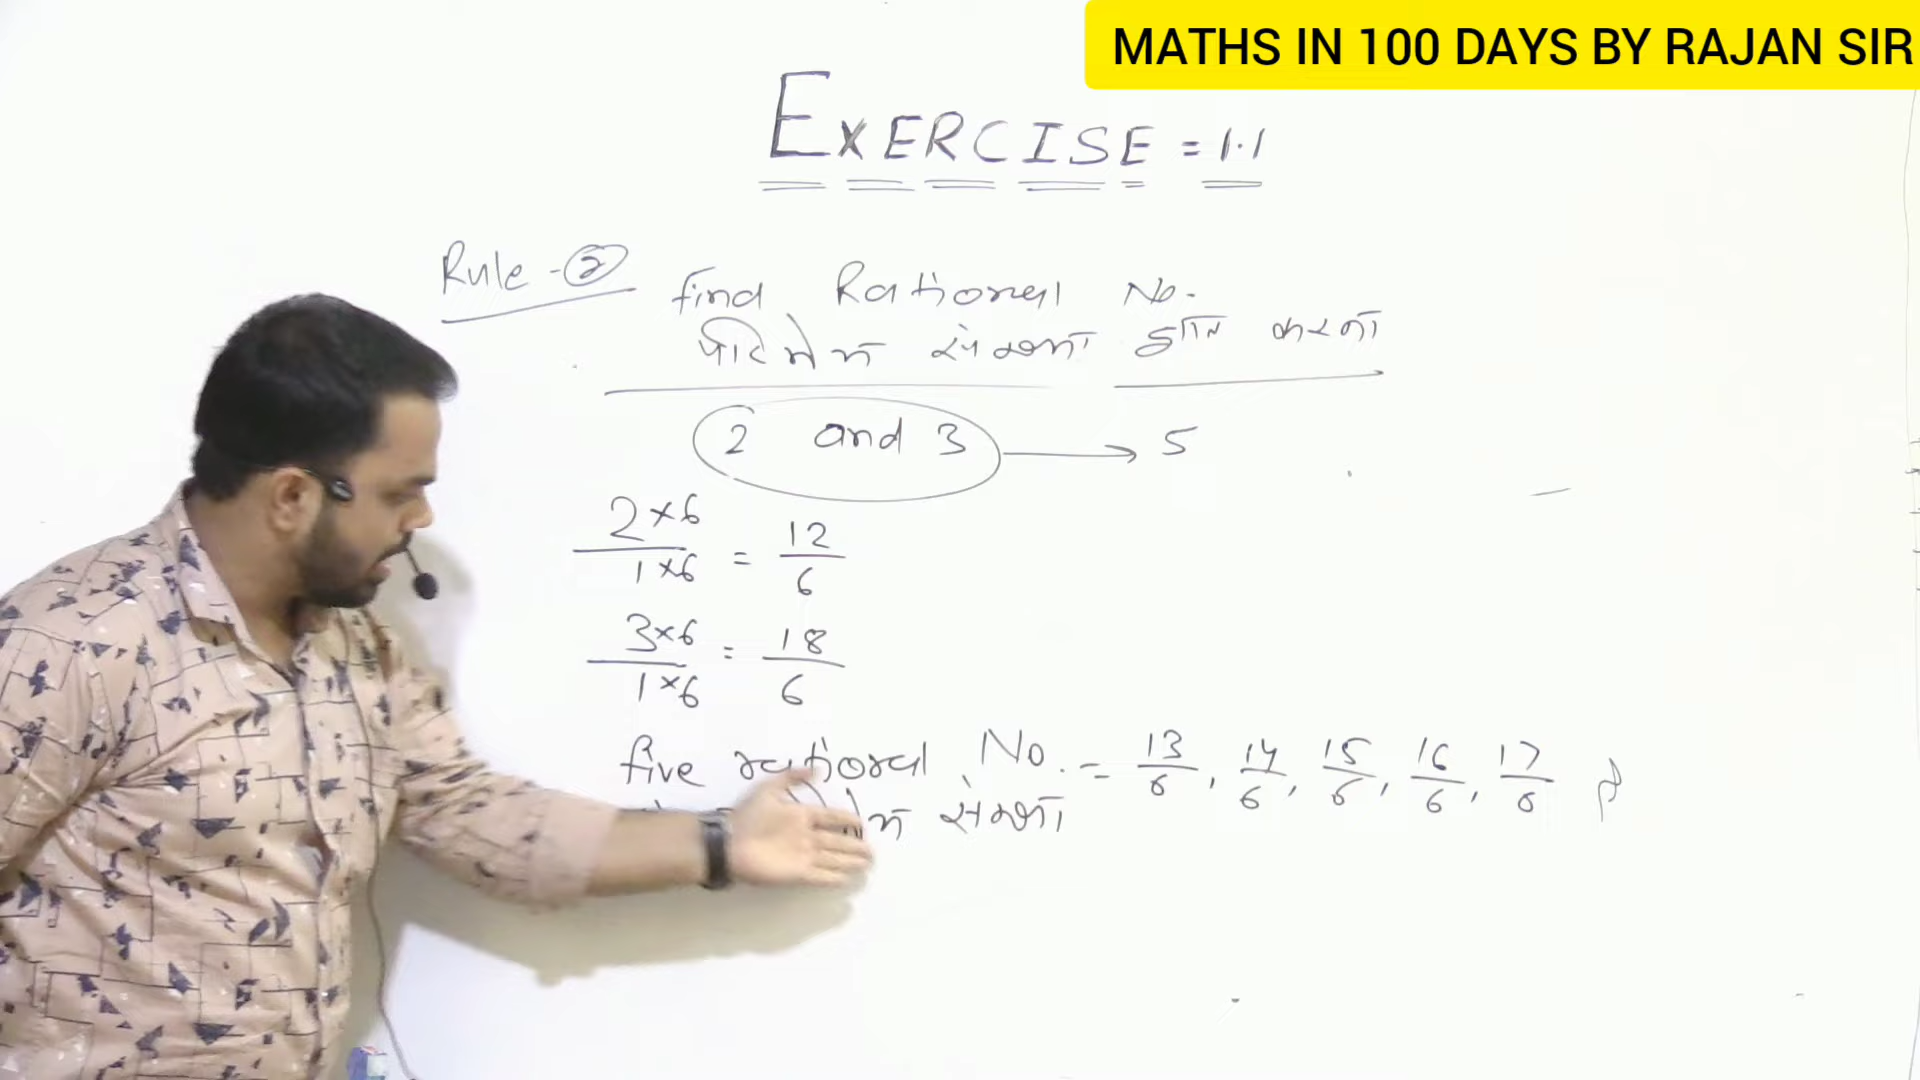 MATHS IN 100 DAYS BY RAJAN SIR
EXERCISE = 1.1
Rule - 2
find Rational No.
परिमेय संख्या ज्ञात करना
2 and 3 → 5
2×6/1×6 = 12/6
3×6/1×6 = 18/6
five rational No. = 13/6, 14/6, 15/6, 16/6, 17/6
संख्या